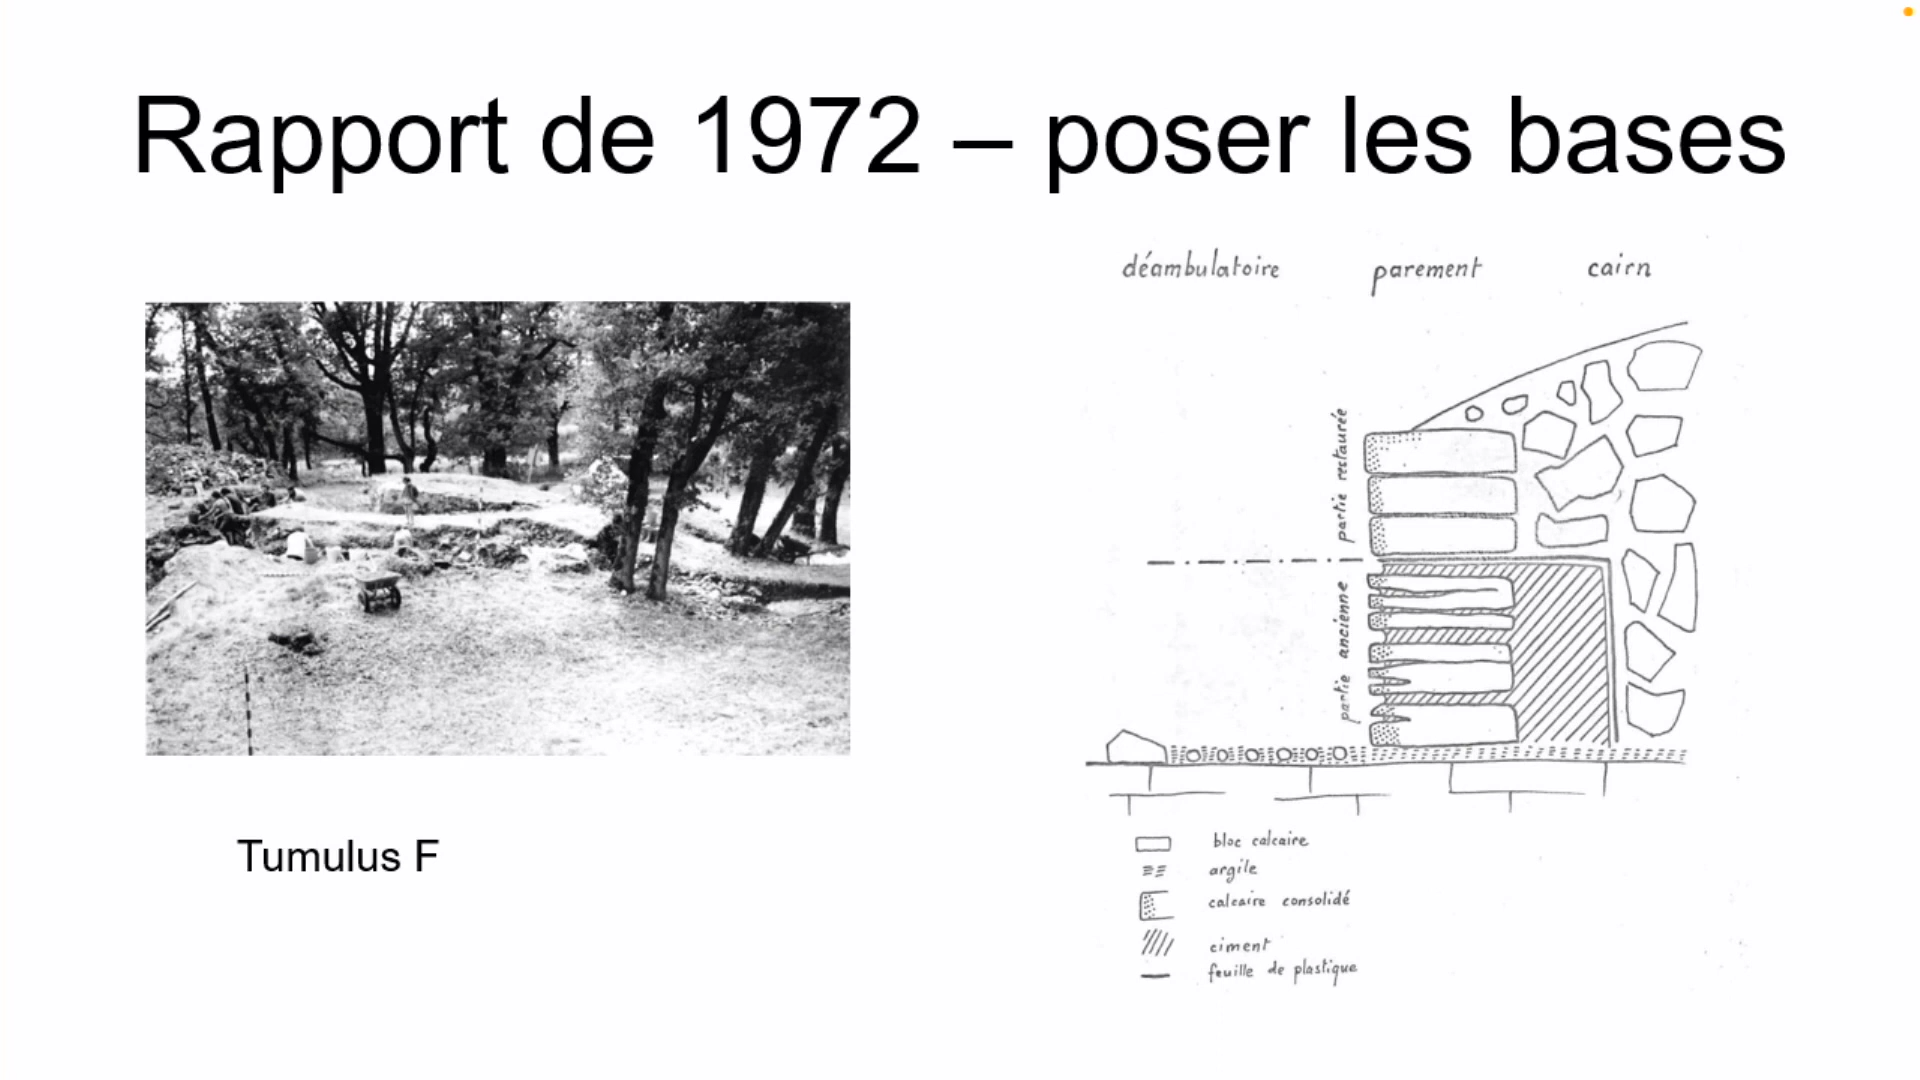 Rapport de 1972 – poser les bases
déambulatoire parement cairn
partie restaurée
partie ancienne
Tumulus F
bloc calcaire
argile
calcaire consolidé
ciment
feuille de plastique